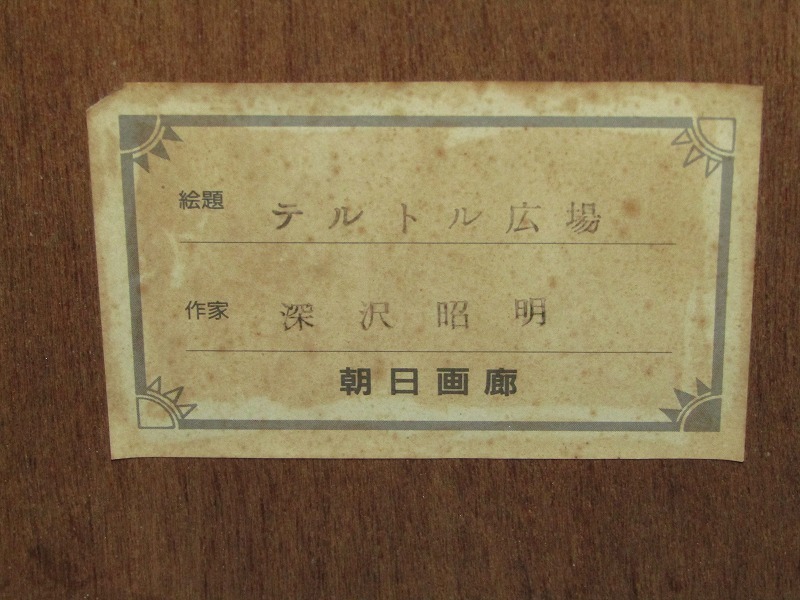 絵題 テルトル広場
作家 深沢昭明
朝日画廊